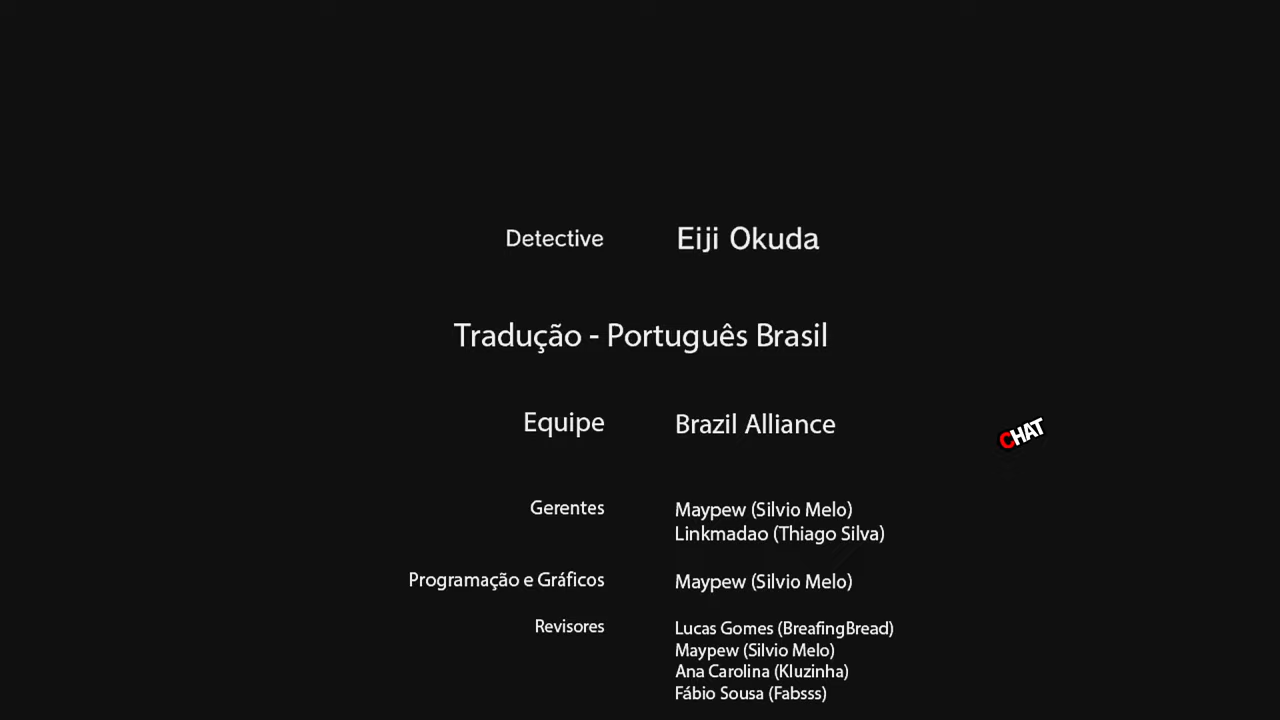 Detective Eiji Okuda
Tradução - Português Brasil
Equipe Brazil Alliance
CHAT
Gerentes Maypew (Silvio Melo)
Linkmadao (Thiago Silva)
Programação e Gráficos Maypew (Silvio Melo)
Revisores Lucas Gomes (BreafingBread)
Maypew (Silvio Melo)
Ana Carolina (Kluzinha)
Fábio Sousa (Fabsss)